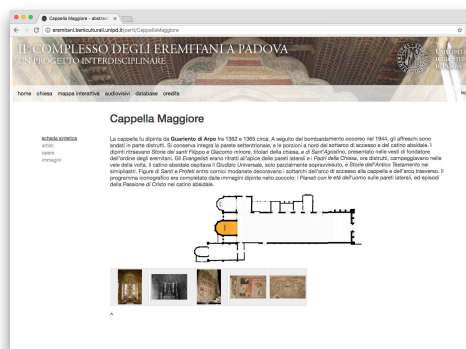 Cappella Maggiore - abstract
eremitani.beniculturali.unipd.it/parti/CappellaMaggiore
IL COMPLESSO DEGLI EREMITANI A PADOVA
UN PROGETTO INTERDISCIPLINARE
Università
degli Studi
di Padova
home chiesa mappa interattiva audiovisivi database credits
Cappella Maggiore
scheda sintetica
artisti
opere
immagini
La cappella fu dipinta da Guariento di Arpo fra 1362 e 1365 circa. A seguito del bombardamento occorso nel 1944, gli affreschi sono
andati in parte distrutti. Si conserva integra la parete settentrionale, e le porzioni a nord del sottarco di accesso e del catino absidale. I
dipinti ritraevano Storie dei santi Filippo e Giacomo minore, titolari della chiesa, e di Sant'Agostino, presentato nelle vesti di fondatore
dell'ordine degli eremitani. Gli Evangelisti erano ritratti all'apice delle pareti laterali e i Padri della Chiesa, ora distrutti, campeggiavano nelle
vele della volta. Il catino absidale ospitava il Giudizio Universale, solo parzialmente sopravvissuto, e Storie dell'Antico Testamento nei
simipilastri. Figure di Santi e Profeti entro cornici modanate decoravano i sottarchi dell'arco di accesso alla cappella e dell'arco trasverso. Il
programma iconografico era completato dalle immagini dipinte nello zoccolo: i Pianeti con le età dell'uomo sulle pareti laterali, ed episodi
della Passione di Cristo nel catino absidale.